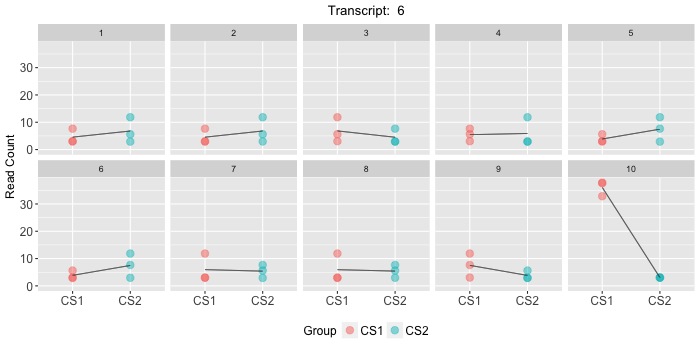 Transcript: 6
1 2 3 4 5
30
20
10
0
Read Count
6 7 8 9 10
30
20
10
0
CS1 CS2 CS1 CS2 CS1 CS2 CS1 CS2 CS1 CS2
Group CS1 CS2